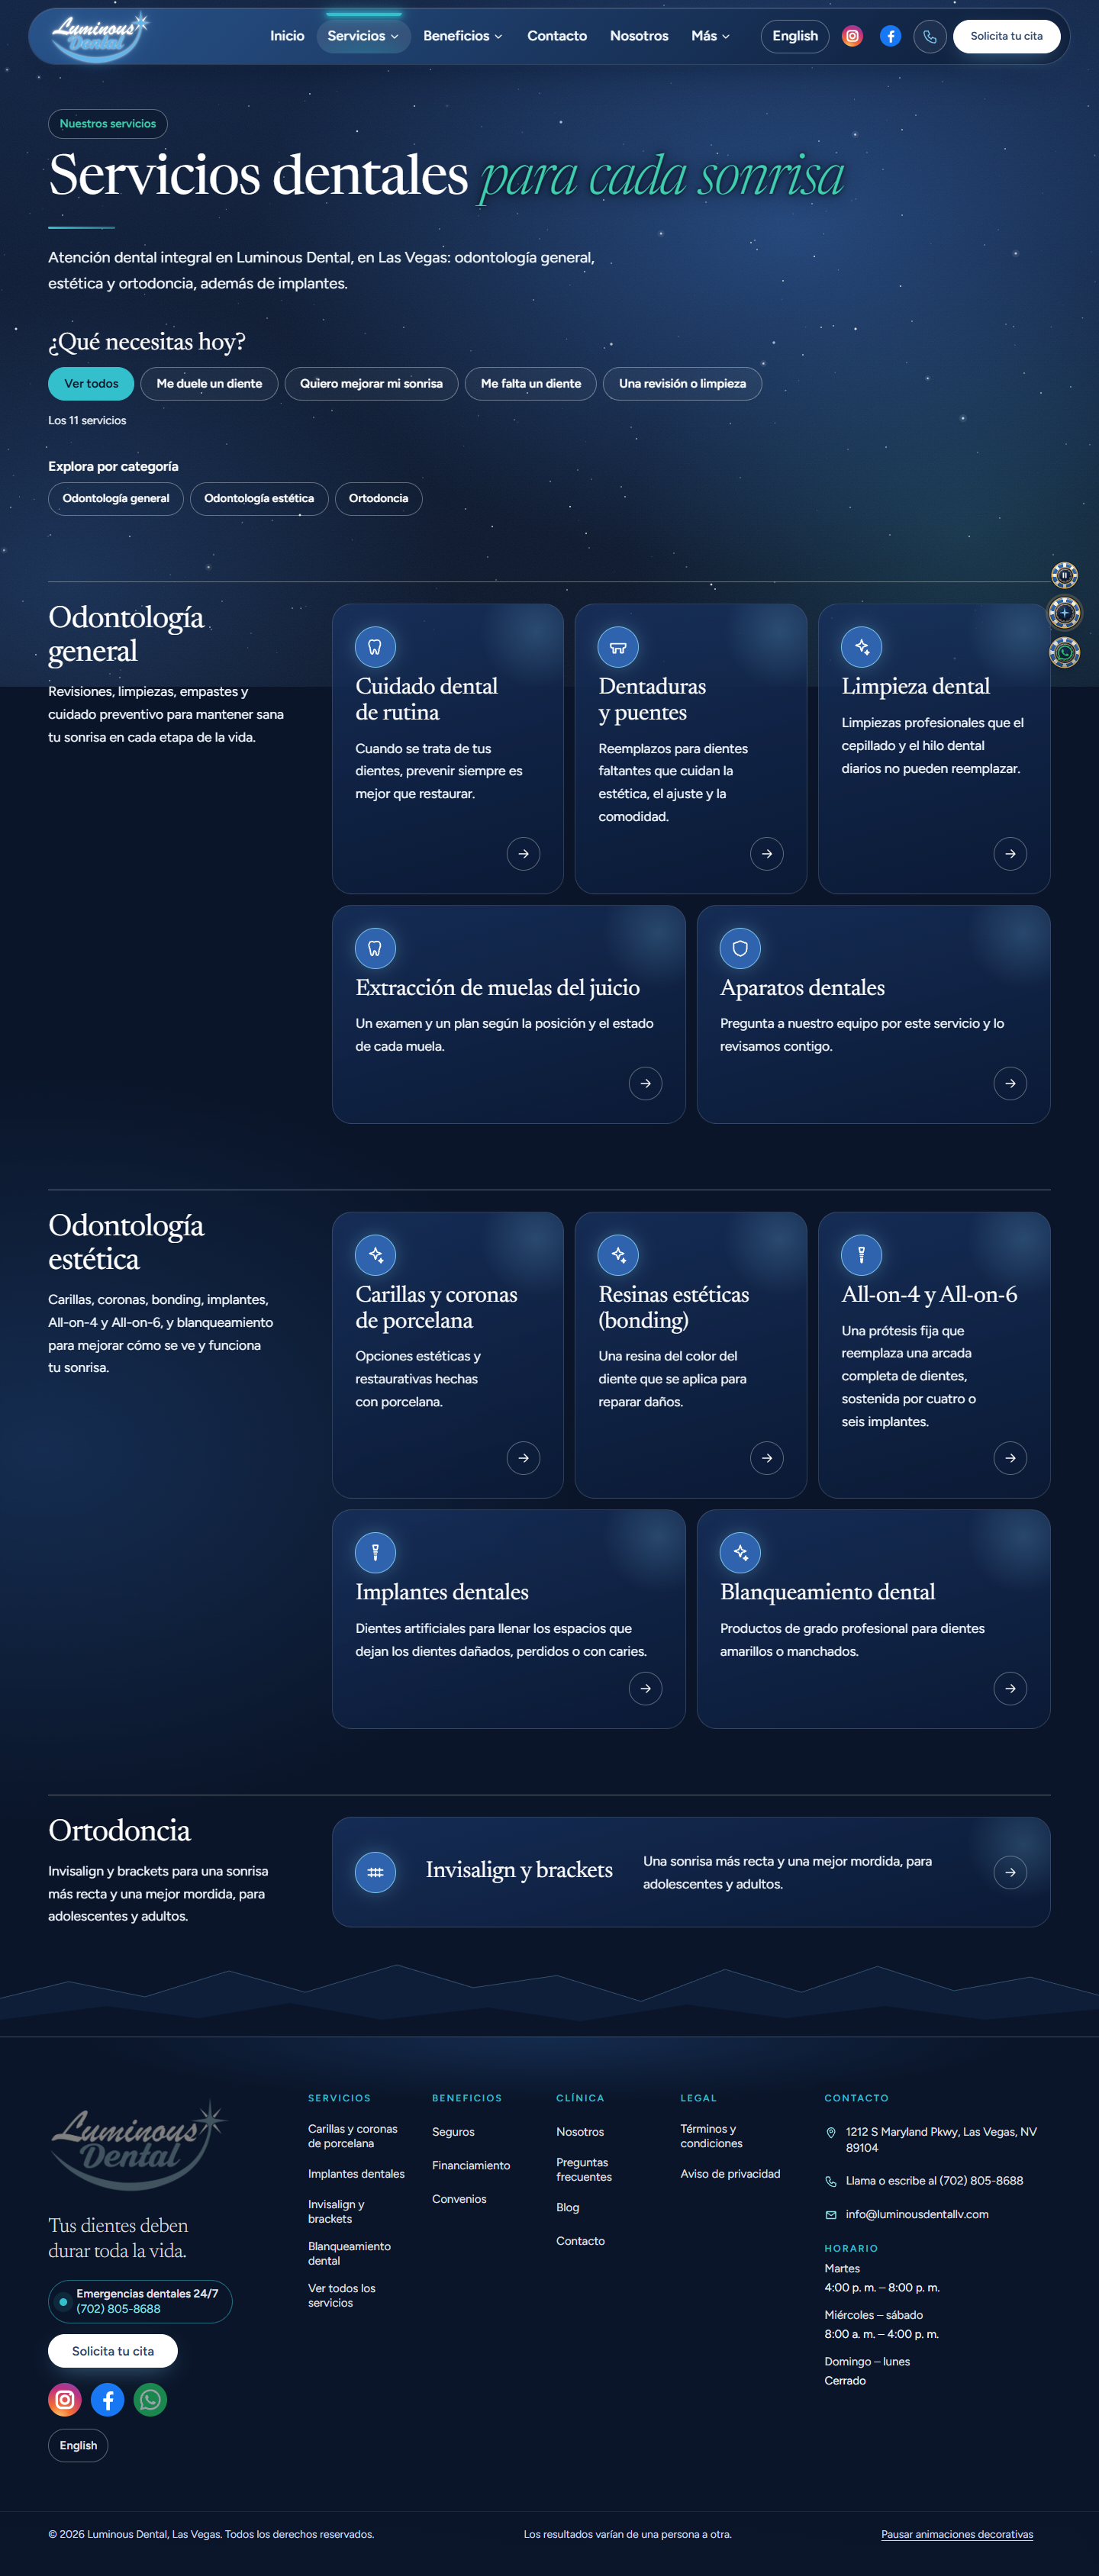 Luminous
Dental
Inicio
Servicios
Beneficios
Contacto
Nosotros
Más
English
Solicita tu cita
Nuestros servicios
Servicios dentales para cada sonrisa
Atención dental integral en Luminous Dental, en Las Vegas: odontología general,
estética y ortodoncia, además de implantes.
¿Qué necesitas hoy?
Ver todos
Me duele un diente
Quiero mejorar mi sonrisa
Me falta un diente
Una revisión o limpieza
Los 11 servicios
Explora por categoría
Odontología general
Odontología estética
Ortodoncia
Odontología
general
Revisiones, limpiezas, empastes y
cuidado preventivo para mantener sana
tu sonrisa en cada etapa de la vida.
Cuidado dental
de rutina
Cuando se trata de tus
dientes, prevenir siempre es
mejor que restaurar.
Dentaduras
y puentes
Reemplazos para dientes
faltantes que cuidan la
estética, el ajuste y la
comodidad.
Limpieza dental
Limpiezas profesionales que el
cepillado y el hilo dental
diarios no pueden reemplazar.
Extracción de muelas del juicio
Un examen y un plan según la posición y el estado
de cada muela.
Aparatos dentales
Pregunta a nuestro equipo por este servicio y lo
revisamos contigo.
Odontología
estética
Carillas, coronas, bonding, implantes,
All-on-4 y All-on-6, y blanqueamiento
para mejorar cómo se ve y funciona
tu sonrisa.
Carillas y coronas
de porcelana
Opciones estéticas y
restaurativas hechas
con porcelana.
Resinas estéticas
(bonding)
Una resina del color del
diente que se aplica para
reparar daños.
All-on-4 y All-on-6
Una prótesis fija que
reemplaza una arcada
completa de dientes,
sostenida por cuatro o
seis implantes.
Implantes dentales
Dientes artificiales para llenar los espacios que
dejan los dientes dañados, perdidos o con caries.
Blanqueamiento dental
Productos de grado profesional para dientes
amarillos o manchados.
Ortodoncia
Invisalign y brackets para una sonrisa
más recta y una mejor mordida, para
adolescentes y adultos.
Invisalign y brackets
Una sonrisa más recta y una mejor mordida, para
adolescentes y adultos.
Luminous
Dental
Tus dientes deben
durar toda la vida.
Emergencias dentales 24/7
(702) 805-8688
Solicita tu cita
English
SERVICIOS
Carillas y coronas
de porcelana
Implantes dentales
Invisalign y
brackets
Blanqueamiento
dental
Ver todos los
servicios
BENEFICIOS
Seguros
Financiamiento
Convenios
CLÍNICA
Nosotros
Preguntas
frecuentes
Blog
Contacto
LEGAL
Términos y
condiciones
Aviso de privacidad
CONTACTO
1212 S Maryland Pkwy, Las Vegas, NV
89104
Llama o escribe al (702) 805-8688
info@luminousdentallv.com
HORARIO
Martes
4:00 p. m. – 8:00 p. m.
Miércoles – sábado
8:00 a. m. – 4:00 p. m.
Domingo – lunes
Cerrado
© 2026 Luminous Dental, Las Vegas. Todos los derechos reservados.
Los resultados varían de una persona a otra.
Pausar animaciones decorativas